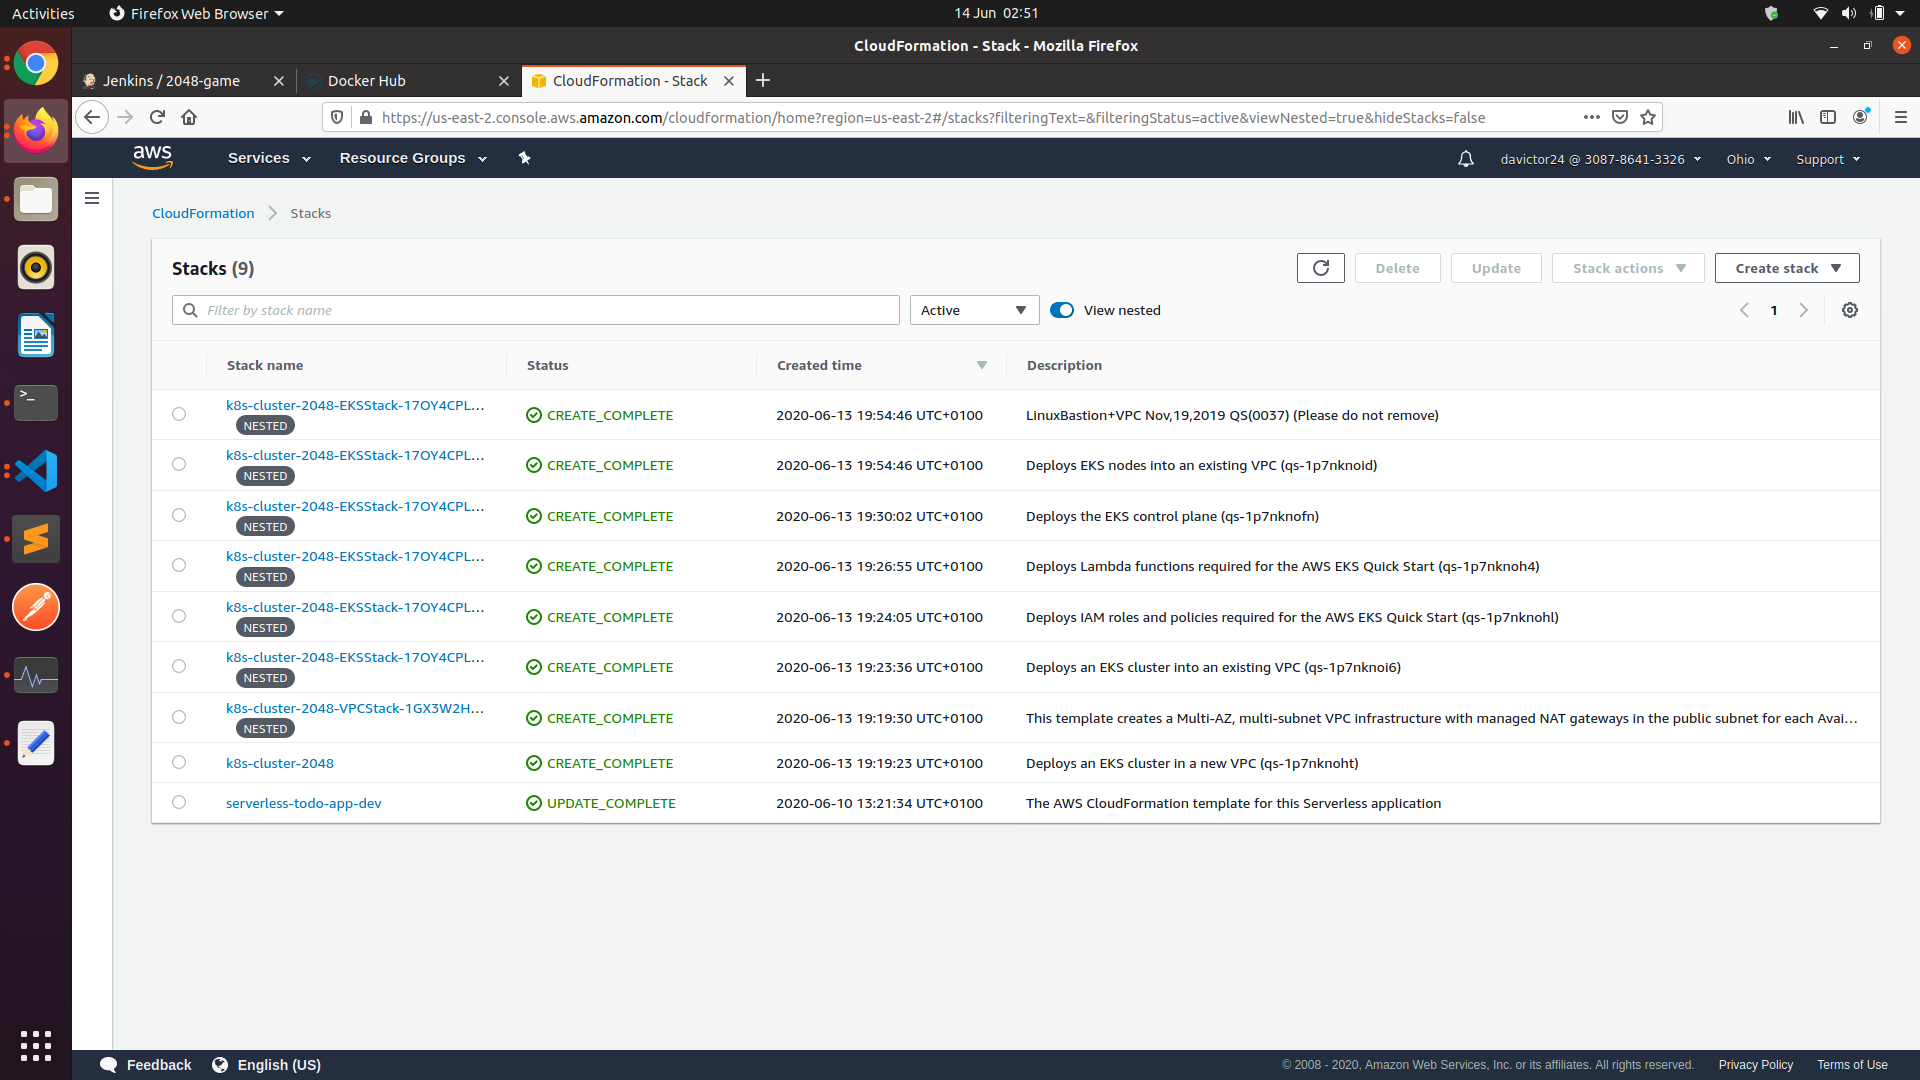 Activities
Firefox Web Browser
14 Jun 02:51
CloudFormation - Stack - Mozilla Firefox
Jenkins / 2048-game
Docker Hub
CloudFormation - Stack
https://us-east-2.console.aws.amazon.com/cloudformation/home?region=us-east-2#/stacks?filteringText=&filteringStatus=active&viewNested=true&hideStacks=false
aws
Services
Resource Groups
davictor24 @ 3087-8641-3326
Ohio
Support
CloudFormation
Stacks
Stacks (9)
Delete
Update
Stack actions
Create stack
Filter by stack name
Active
View nested
1
Stack name
Status
Created time
Description
k8s-cluster-2048-EKSStack-17OY4CPL...
NESTED
CREATE_COMPLETE
2020-06-13 19:54:46 UTC+0100
LinuxBastion+VPC Nov,19,2019 QS(0037) (Please do not remove)
k8s-cluster-2048-EKSStack-17OY4CPL...
NESTED
CREATE_COMPLETE
2020-06-13 19:54:46 UTC+0100
Deploys EKS nodes into an existing VPC (qs-1p7nknoid)
k8s-cluster-2048-EKSStack-17OY4CPL...
NESTED
CREATE_COMPLETE
2020-06-13 19:30:02 UTC+0100
Deploys the EKS control plane (qs-1p7nknofn)
k8s-cluster-2048-EKSStack-17OY4CPL...
NESTED
CREATE_COMPLETE
2020-06-13 19:26:55 UTC+0100
Deploys Lambda functions required for the AWS EKS Quick Start (qs-1p7nknoh4)
k8s-cluster-2048-EKSStack-17OY4CPL...
NESTED
CREATE_COMPLETE
2020-06-13 19:24:05 UTC+0100
Deploys IAM roles and policies required for the AWS EKS Quick Start (qs-1p7nknohl)
k8s-cluster-2048-EKSStack-17OY4CPL...
NESTED
CREATE_COMPLETE
2020-06-13 19:23:36 UTC+0100
Deploys an EKS cluster into an existing VPC (qs-1p7nknoi6)
k8s-cluster-2048-VPCStack-1GX3W2H...
NESTED
CREATE_COMPLETE
2020-06-13 19:19:30 UTC+0100
This template creates a Multi-AZ, multi-subnet VPC infrastructure with managed NAT gateways in the public subnet for each Avai...
k8s-cluster-2048
CREATE_COMPLETE
2020-06-13 19:19:23 UTC+0100
Deploys an EKS cluster in a new VPC (qs-1p7nknoht)
serverless-todo-app-dev
UPDATE_COMPLETE
2020-06-10 13:21:34 UTC+0100
The AWS CloudFormation template for this Serverless application
Feedback
English (US)
© 2008 - 2020, Amazon Web Services, Inc. or its affiliates. All rights reserved.
Privacy Policy
Terms of Use